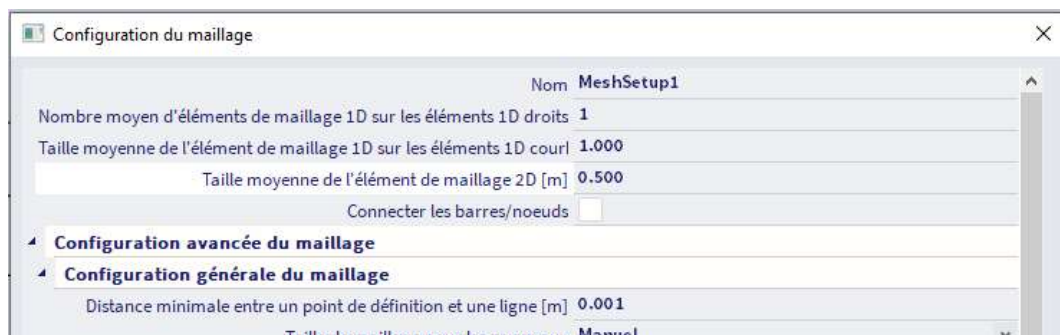 Configuration du maillage
Nom MeshSetup1
Nombre moyen d'éléments de maillage 1D sur les éléments 1D droits 1
Taille moyenne de l'élément de maillage 1D sur les éléments 1D courl 1.000
Taille moyenne de l'élément de maillage 2D [m] 0.500
Connecter les barres/noeuds
Configuration avancée du maillage
Configuration générale du maillage
Distance minimale entre un point de définition et une ligne [m] 0.001
Manuel